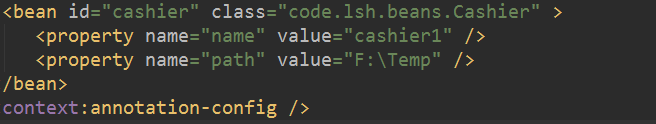 <bean id="cashier" class="code.lsh.beans.Cashier" >
<property name="name" value="cashier1" />
<property name="path" value="F:\Temp" />
/bean>
context:annotation-config />